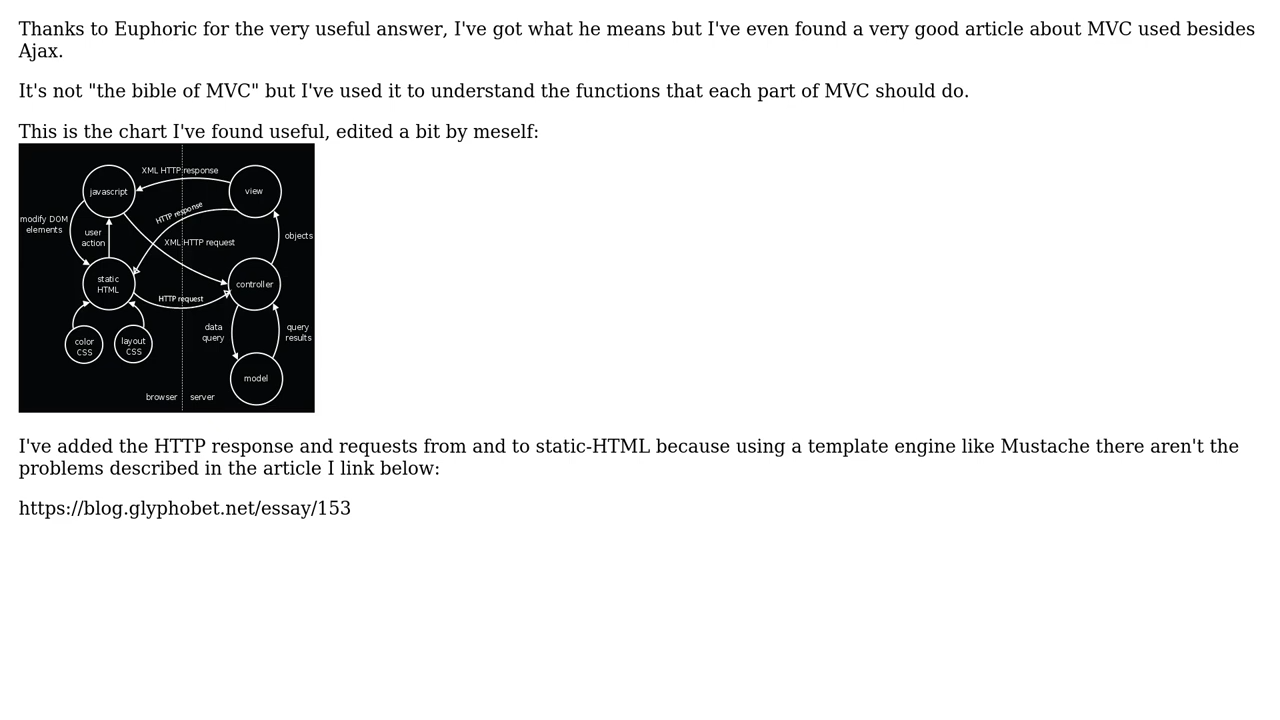 Thanks to Euphoric for the very useful answer, I've got what he means but I've even found a very good article about MVC used besides
Ajax.
It's not "the bible of MVC" but I've used it to understand the functions that each part of MVC should do.
This is the chart I've found useful, edited a bit by meself:
XML HTTP response
javascript
view
HTTP response
modify DOM
elements
user
action
XML HTTP request
objects
static
HTML
controller
HTTP request
data
query
query
results
color
CSS
layout
CSS
model
browser
server
I've added the HTTP response and requests from and to static-HTML because using a template engine like Mustache there aren't the
problems described in the article I link below:
https://blog.glyphobet.net/essay/153